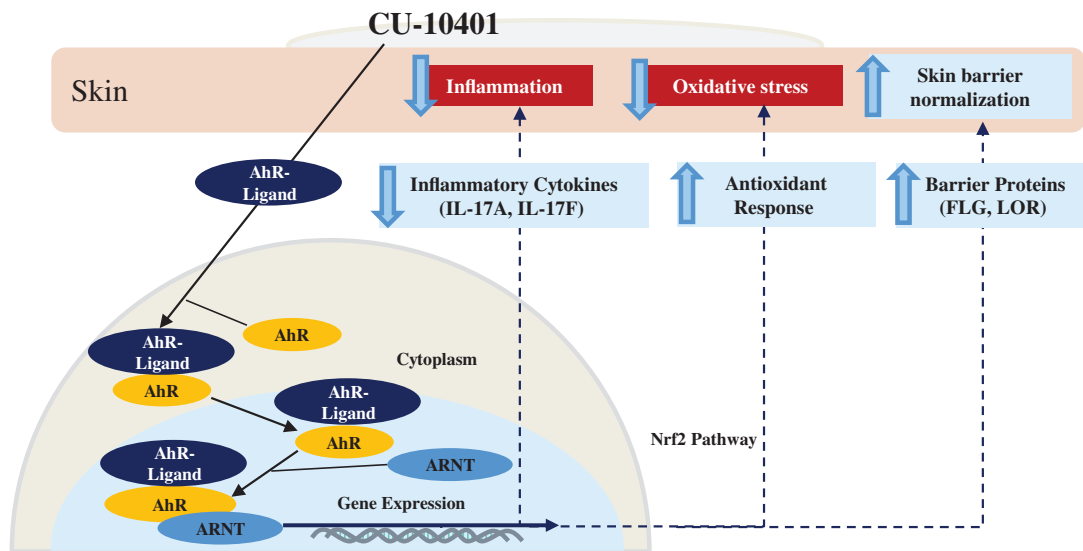 CU-10401
Skin
Inflammation
Oxidative stress
Skin barrier
normalization
AhR-
Ligand
Inflammatory Cytokines
(IL-17A, IL-17F)
Antioxidant
Response
Barrier Proteins
(FLG, LOR)
AhR
AhR-
Ligand
AhR
Cytoplasm
AhR-
Ligand
AhR
Nrf2 Pathway
AhR-
Ligand
AhR
ARNT
ARNT
Gene Expression